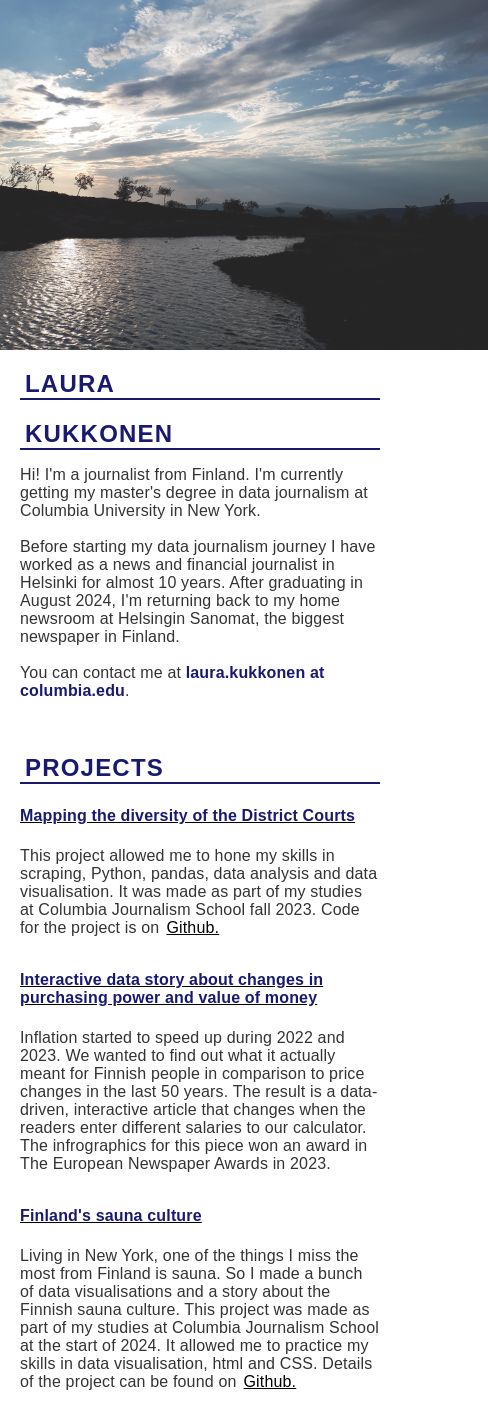 LAURA
KUKKONEN
Hi! I'm a journalist from Finland. I'm currently
getting my master's degree in data journalism at
Columbia University in New York.
Before starting my data journalism journey I have
worked as a news and financial journalist in
Helsinki for almost 10 years. After graduating in
August 2024, I'm returning back to my home
newsroom at Helsingin Sanomat, the biggest
newspaper in Finland.
You can contact me at laura.kukkonen at
columbia.edu.
PROJECTS
Mapping the diversity of the District Courts
This project allowed me to hone my skills in
scraping, Python, pandas, data analysis and data
visualisation. It was made as part of my studies
at Columbia Journalism School fall 2023. Code
for the project is on Github.
Interactive data story about changes in
purchasing power and value of money
Inflation started to speed up during 2022 and
2023. We wanted to find out what it actually
meant for Finnish people in comparison to price
changes in the last 50 years. The result is a data-
driven, interactive article that changes when the
readers enter different salaries to our calculator.
The infrographics for this piece won an award in
The European Newspaper Awards in 2023.
Finland's sauna culture
Living in New York, one of the things I miss the
most from Finland is sauna. So I made a bunch
of data visualisations and a story about the
Finnish sauna culture. This project was made as
part of my studies at Columbia Journalism School
at the start of 2024. It allowed me to practice my
skills in data visualisation, html and CSS. Details
of the project can be found on Github.